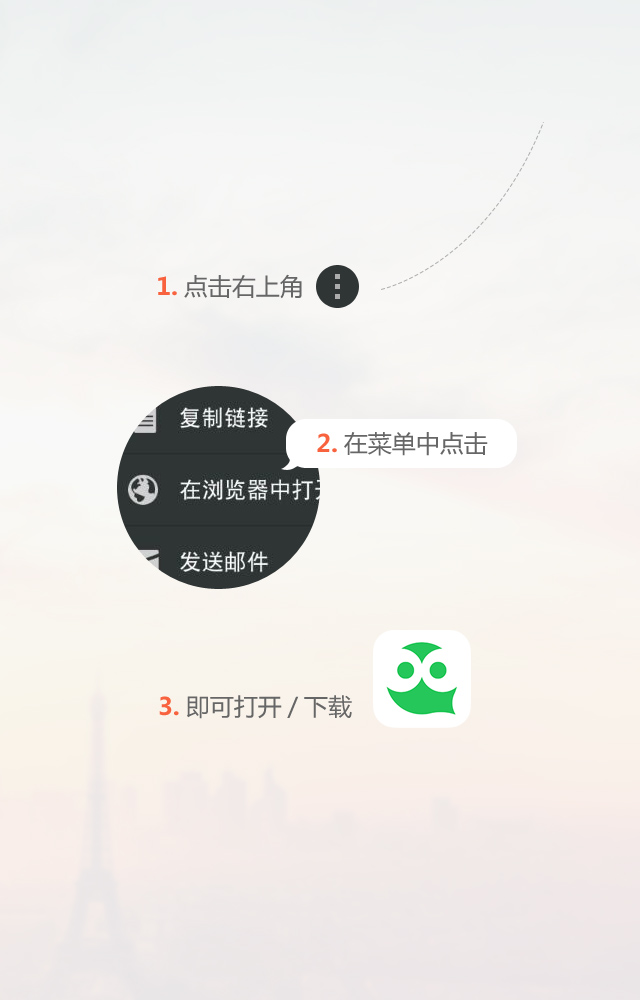 1. 点击右上角
复制链接
2. 在菜单中点击
在浏览器中打开
发送邮件
3. 即可打开 / 下载